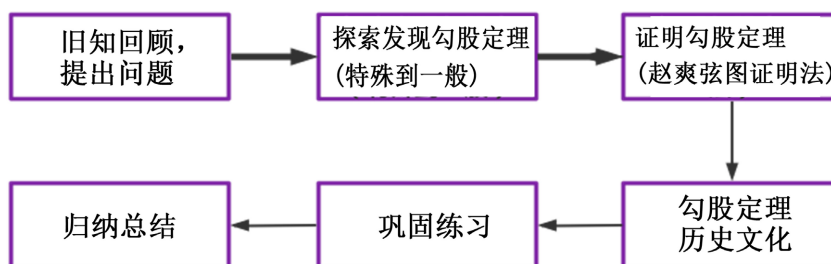 旧知回顾，
提出问题
探索发现勾股定理
(特殊到一般)
证明勾股定理
(赵爽弦图证明法)
勾股定理
历史文化
巩固练习
归纳总结